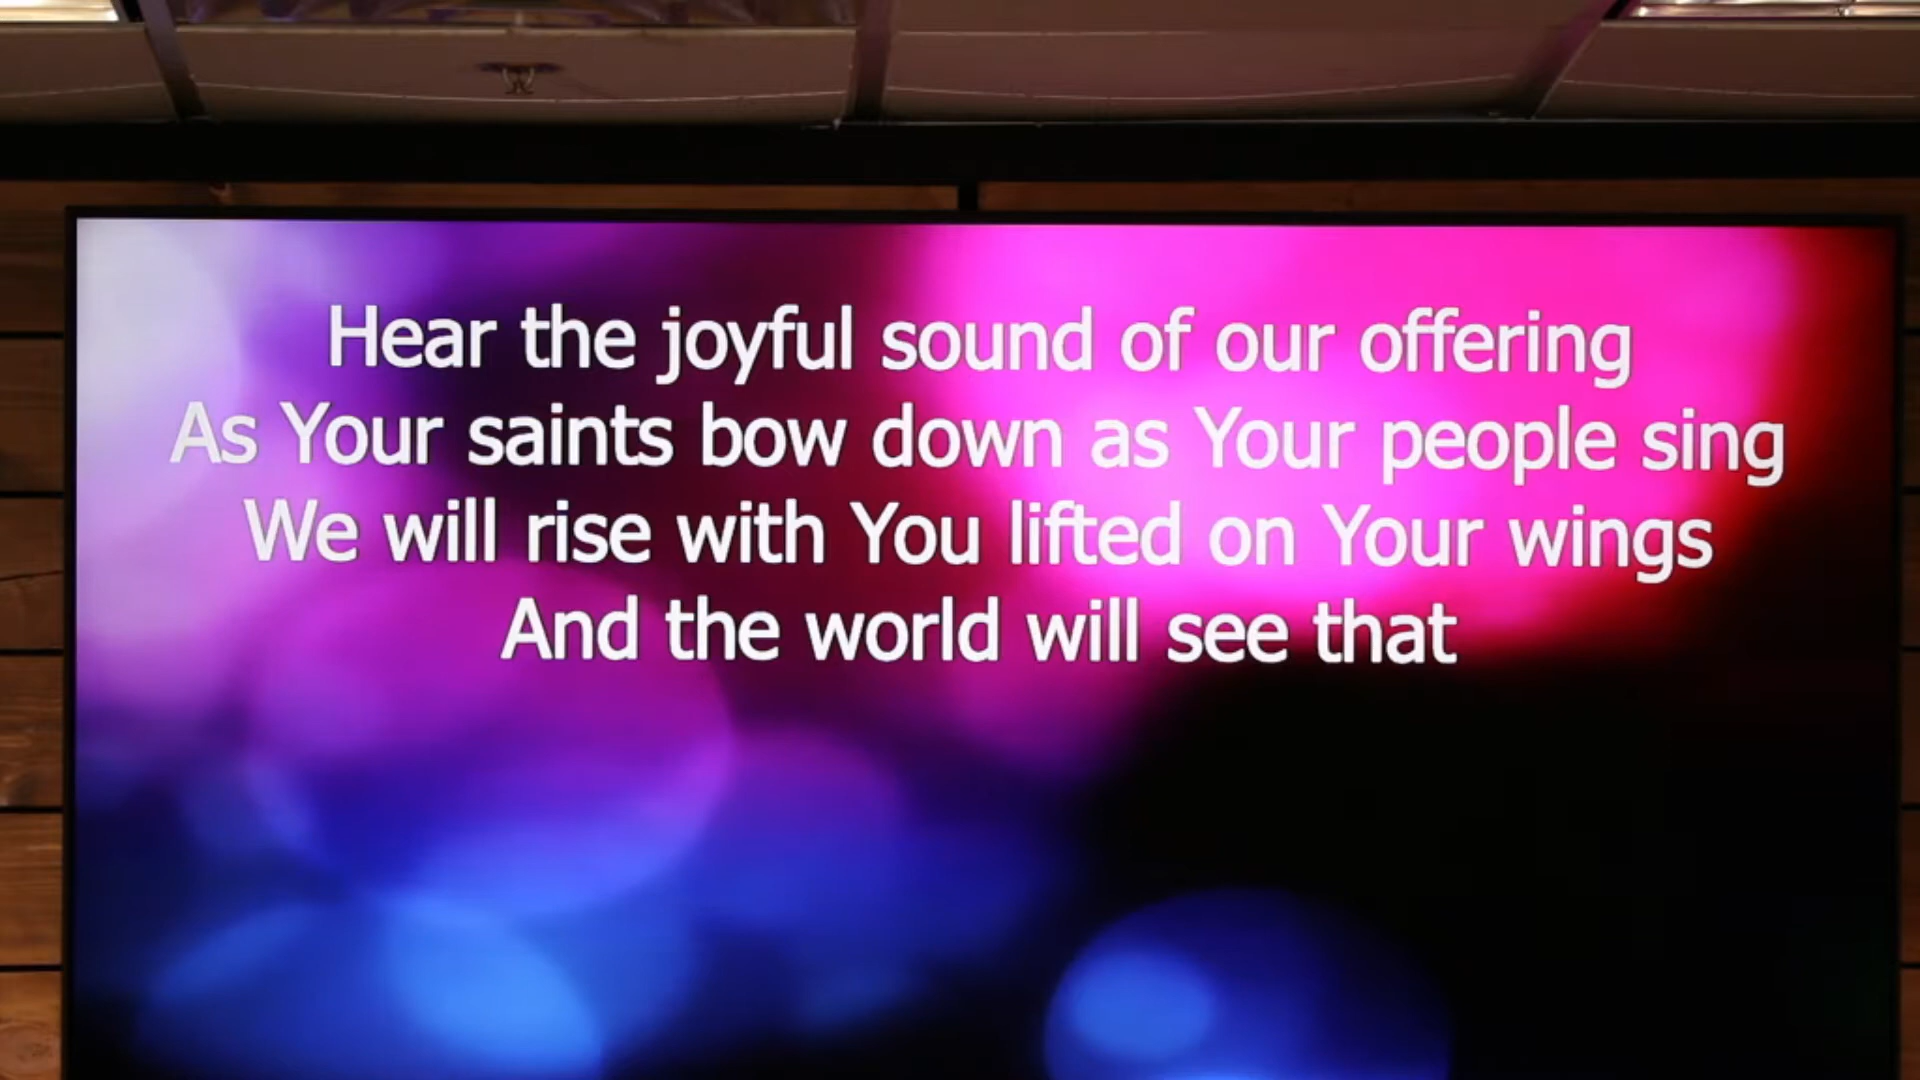 Hear the joyful sound of our offering
As Your saints bow down as Your people sing
We will rise with You lifted on Your wings
And the world will see that